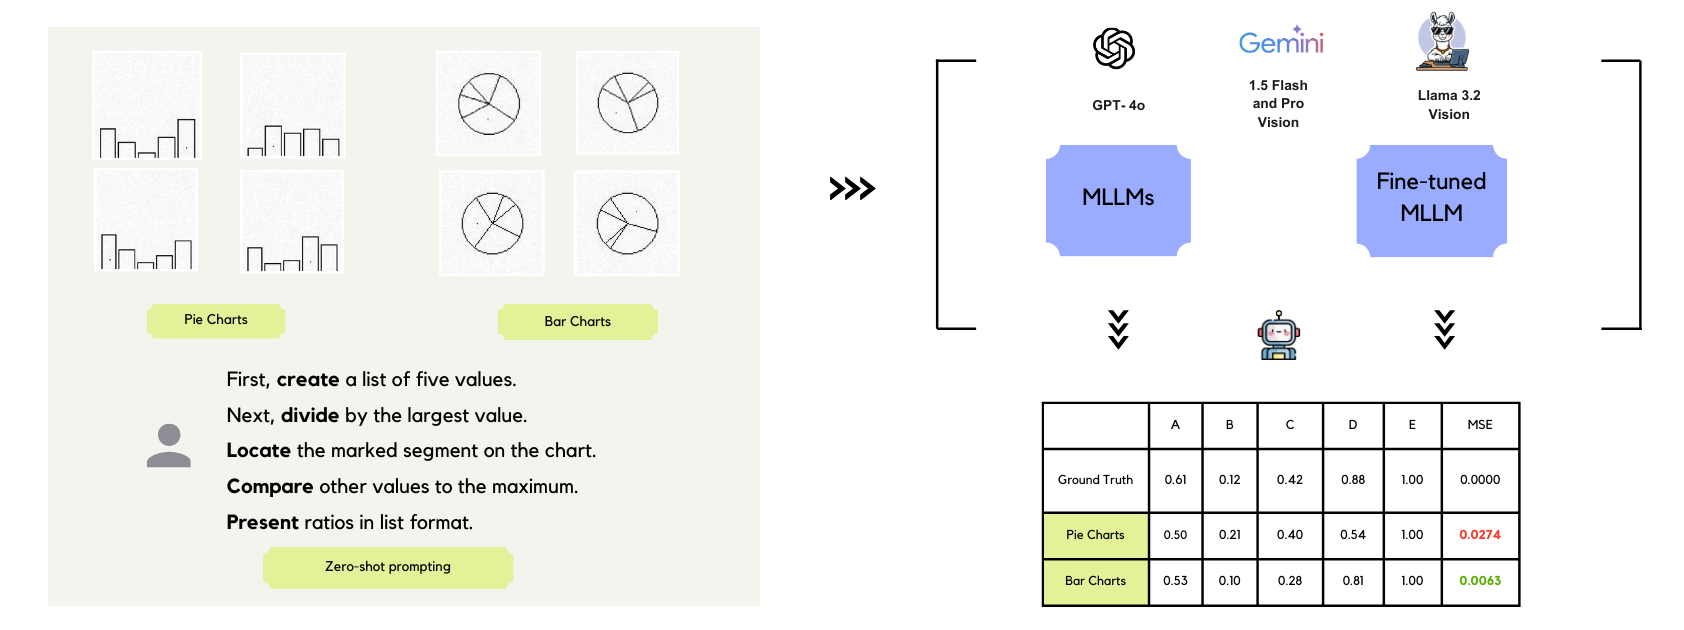 Pie Charts
Bar Charts
First, create a list of five values.
Next, divide by the largest value.
Locate the marked segment on the chart.
Compare other values to the maximum.
Present ratios in list format.
Zero-shot prompting
GPT- 4o
Gemini
1.5 Flash
and Pro
Vision
Llama 3.2
Vision
MLLMs
Fine-tuned
MLLM
A B C D E MSE
Ground Truth 0.61 0.12 0.42 0.88 1.00 0.0000
Pie Charts 0.50 0.21 0.40 0.54 1.00 0.0274
Bar Charts 0.53 0.10 0.28 0.81 1.00 0.0063